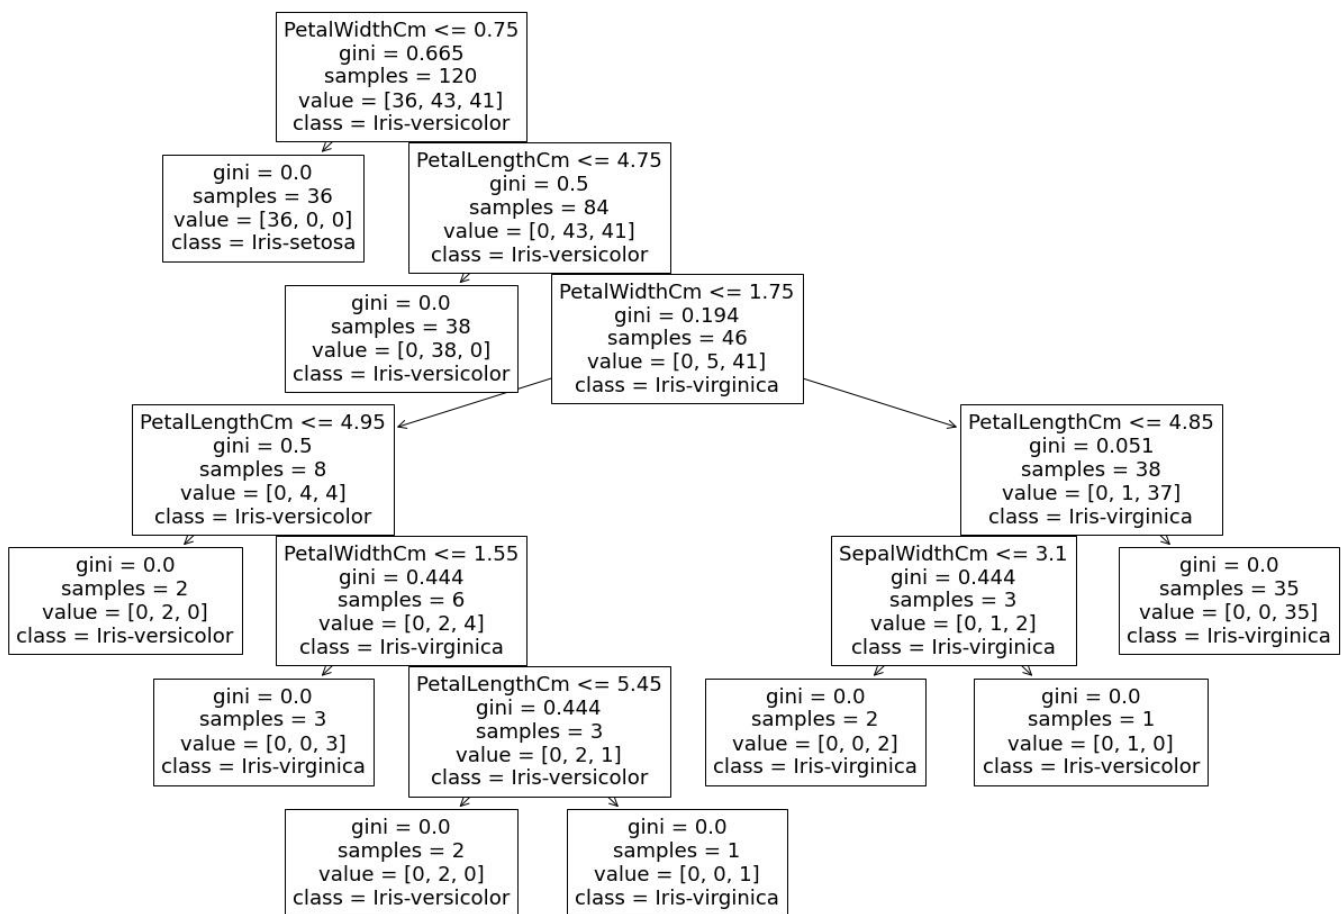 PetalWidthCm <= 0.75
gini = 0.665
samples = 120
value = [36, 43, 41]
class = Iris-versicolor
gini = 0.0
samples = 36
value = [36, 0, 0]
class = Iris-setosa
PetalLengthCm <= 4.75
gini = 0.5
samples = 84
value = [0, 43, 41]
class = Iris-versicolor
gini = 0.0
samples = 38
value = [0, 38, 0]
class = Iris-versicolor
PetalWidthCm <= 1.75
gini = 0.194
samples = 46
value = [0, 5, 41]
class = Iris-virginica
PetalLengthCm <= 4.95
gini = 0.5
samples = 8
value = [0, 4, 4]
class = Iris-versicolor
PetalLengthCm <= 4.85
gini = 0.051
samples = 38
value = [0, 1, 37]
class = Iris-virginica
gini = 0.0
samples = 2
value = [0, 2, 0]
class = Iris-versicolor
PetalWidthCm <= 1.55
gini = 0.444
samples = 6
value = [0, 2, 4]
class = Iris-virginica
SepalWidthCm <= 3.1
gini = 0.444
samples = 3
value = [0, 1, 2]
class = Iris-virginica
gini = 0.0
samples = 35
value = [0, 0, 35]
class = Iris-virginica
gini = 0.0
samples = 3
value = [0, 0, 3]
class = Iris-virginica
PetalLengthCm <= 5.45
gini = 0.444
samples = 3
value = [0, 2, 1]
class = Iris-versicolor
gini = 0.0
samples = 2
value = [0, 0, 2]
class = Iris-virginica
gini = 0.0
samples = 1
value = [0, 1, 0]
class = Iris-versicolor
gini = 0.0
samples = 2
value = [0, 2, 0]
class = Iris-versicolor
gini = 0.0
samples = 1
value = [0, 0, 1]
class = Iris-virginica